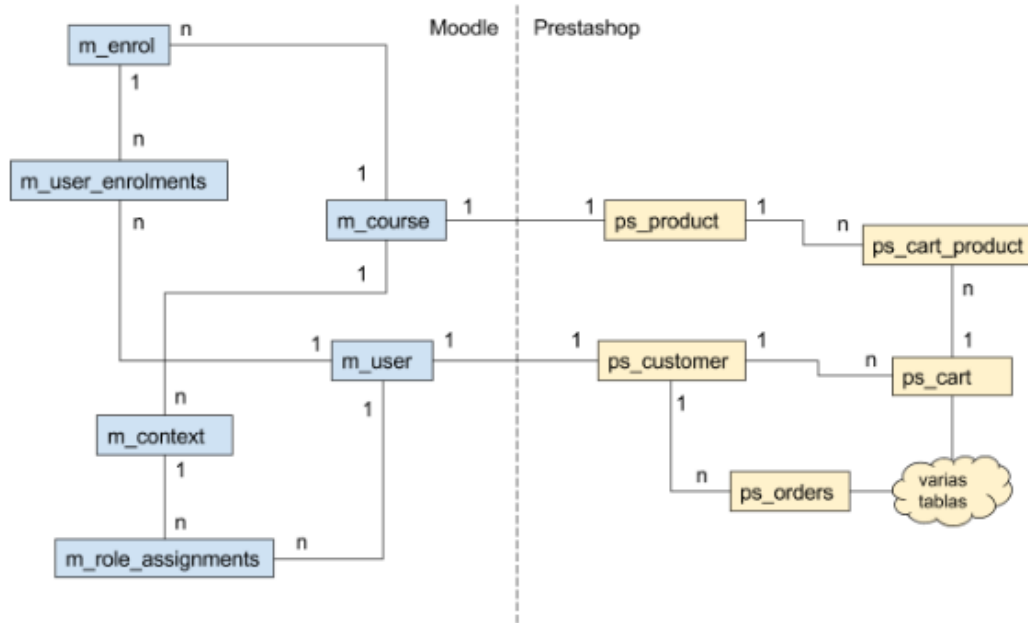 Moodle
Prestashop
m_enrol
n
1
n
m_user_enrolments
n
1
m_course
1
1
ps_product
1
n
ps_cart_product
1
n
1
m_user
1
1
ps_customer
1
n
1
ps_cart
n
m_context
1
1
1
n
ps_orders
varias
tablas
n
m_role_assignments
n